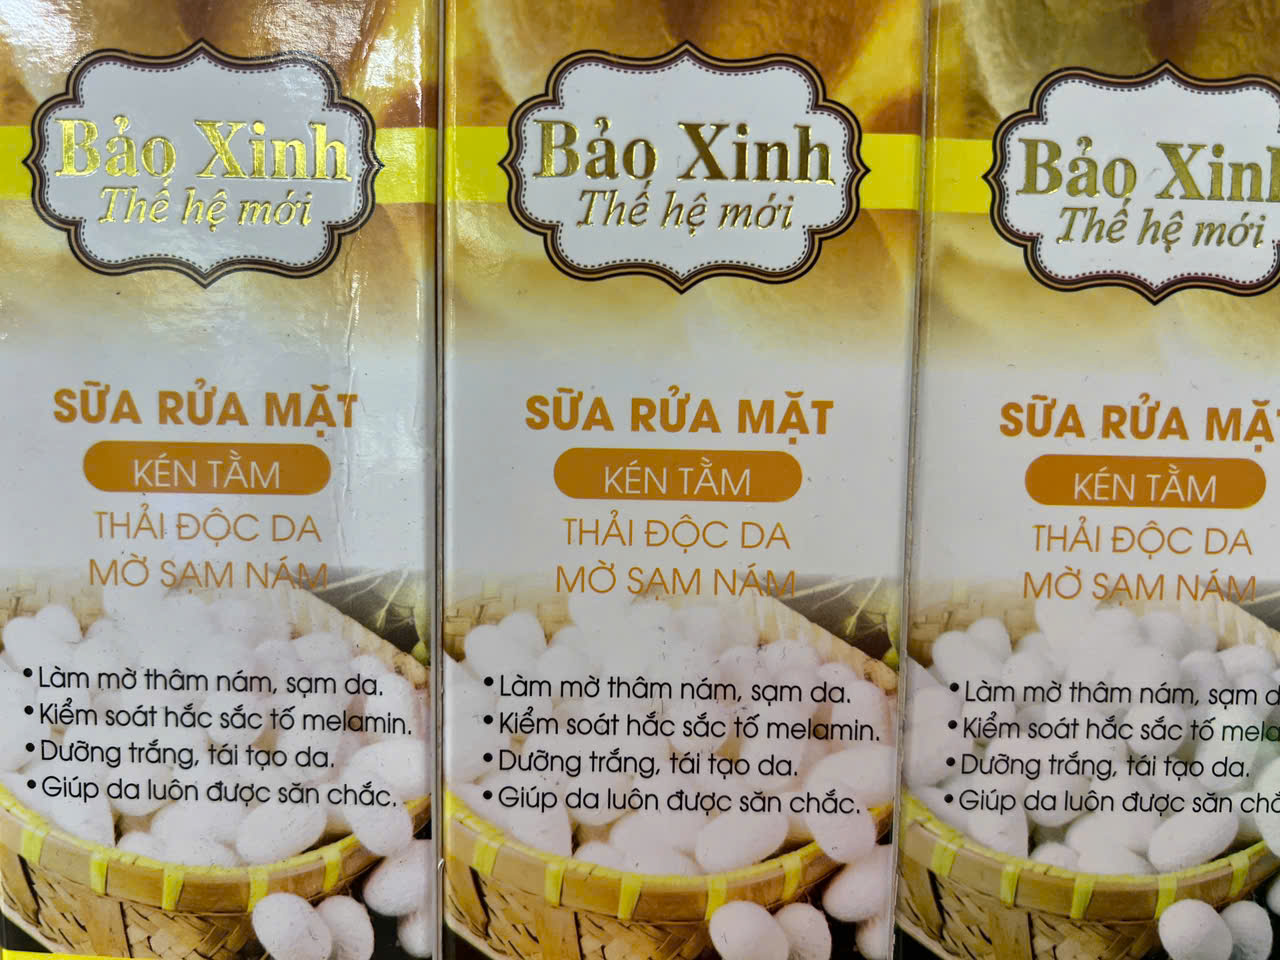 Bảo Xinh
Thế hệ mới
SỮA RỬA MẶT
KÉN TẰM
THẢI ĐỘC DA
MỜ SẠM NÁM
•Làm mờ thâm nám, sạm da.
•Kiểm soát hắc sắc tố melamin.
•Dưỡng trắng, tái tạo da.
•Giúp da luôn được săn chắc.
Bảo Xinh
Thế hệ mới
SỮA RỬA MẶT
KÉN TẰM
THẢI ĐỘC DA
MỜ SẠM NÁM
•Làm mờ thâm nám, sạm da.
•Kiểm soát hắc sắc tố melamin.
•Dưỡng trắng, tái tạo da.
•Giúp da luôn được săn chắc.
Bảo Xinh
Thế hệ mới
SỮA RỬA MẶ
KÉN TẰM
THẢI ĐỘC DA
MỜ SẠM NÁM
•Làm mờ thâm nám, sạm d
•Kiểm soát hắc sắc tố mela
•Dưỡng trắng, tái tạo da.
•Giúp da luôn được săn chắ